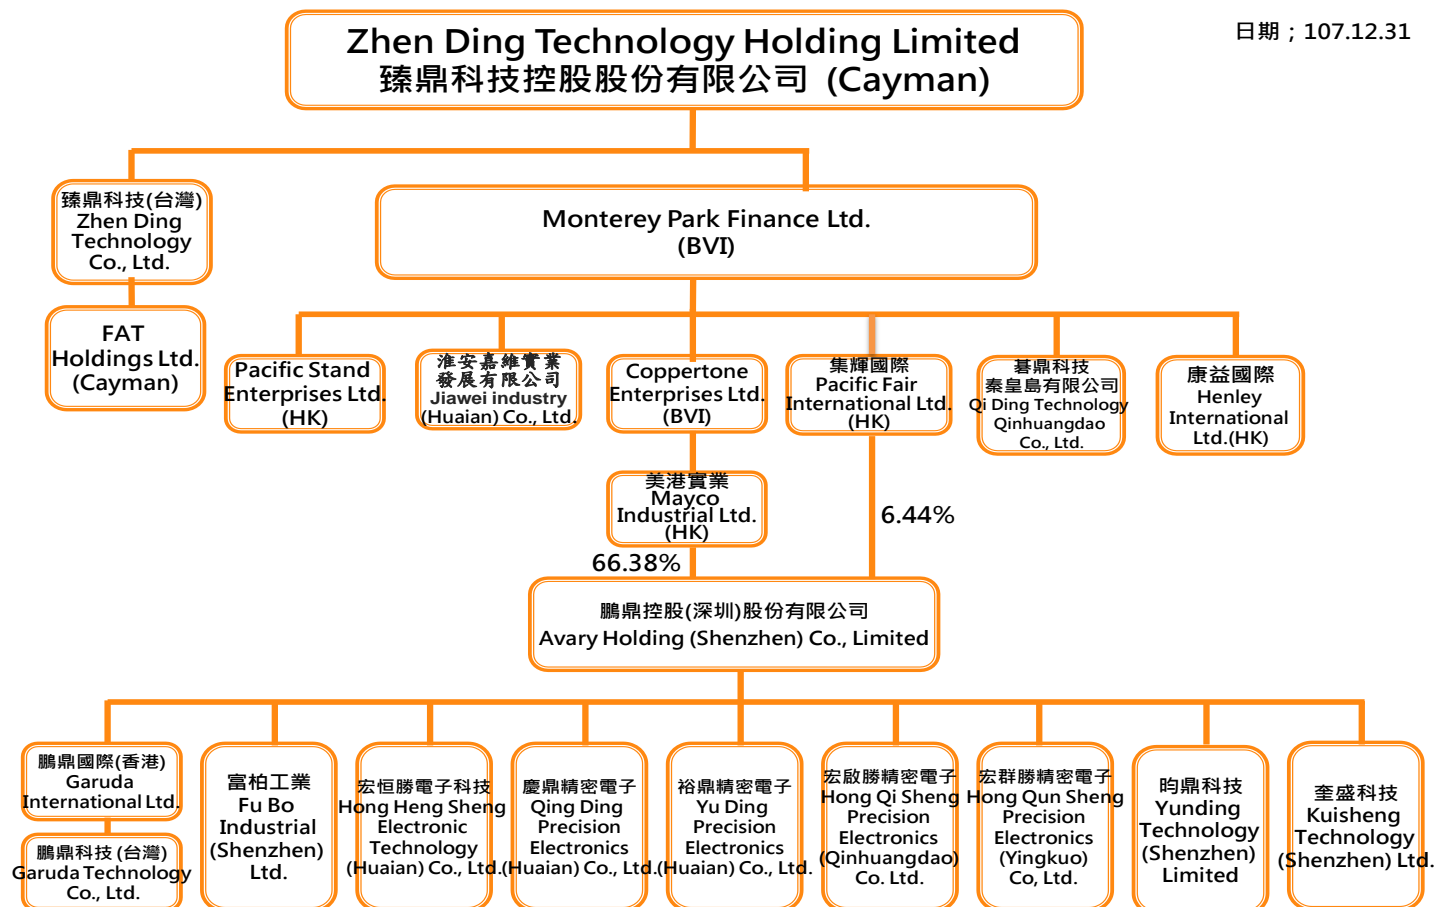 Zhen Ding Technology Holding Limited
臻鼎科技控股股份有限公司 (Cayman)
日期；107.12.31
臻鼎科技(台灣)
Zhen Ding
Technology
Co., Ltd.
Monterey Park Finance Ltd.
(BVI)
FAT
Holdings Ltd.
(Cayman)
Pacific Stand
Enterprises Ltd.
(HK)
淮安嘉維實業
發展有限公司
Jiawei industry
(Huaian) Co., Ltd.
Coppertone
Enterprises Ltd.
(BVI)
集輝國際
Pacific Fair
International Ltd.
(HK)
碁鼎科技
秦皇島有限公司
Qi Ding Technology
Qinhuangdao
Co., Ltd.
康益國際
Henley
International
Ltd.(HK)
美港實業
Mayco
Industrial Ltd.
(HK)
6.44%
66.38%
鵬鼎控股(深圳)股份有限公司
Avary Holding (Shenzhen) Co., Limited
鵬鼎國際(香港)
Garuda
International Ltd.
鵬鼎科技(台灣)
Garuda Technology
Co., Ltd.
富柏工業
Fu Bo
Industrial
(Shenzhen)
Ltd.
宏恒勝電子科技
Hong Heng Sheng
Electronic
Technology
(Huaian) Co., Ltd.
慶鼎精密電子
Qing Ding
Precision
Electronics
(Huaian) Co., Ltd.
裕鼎精密電子
Yu Ding
Precision
Electronics
(Huaian) Co., Ltd.
宏啟勝精密電子
Hong Qi Sheng
Precision
Electronics
(Qinhuangdao)
Co. Ltd.
宏群勝精密電子
Hong Qun Sheng
Precision
Electronics
(Yingkuo)
Co, Ltd.
昀鼎科技
Yunding
Technology
(Shenzhen)
Limited
奎盛科技
Kuisheng
Technology
(Shenzhen) Ltd.